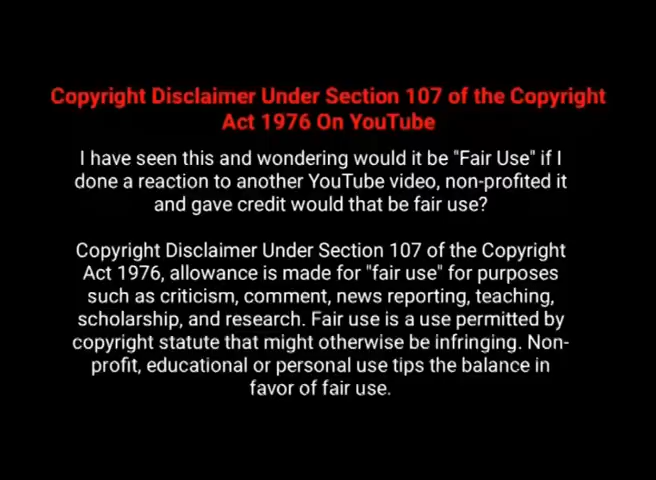 Copyright Disclaimer Under Section 107 of the Copyright
Act 1976 On YouTube
I have seen this and wondering would it be "Fair Use" if I
done a reaction to another YouTube video, non-profited it
and gave credit would that be fair use?
Copyright Disclaimer Under Section 107 of the Copyright
Act 1976, allowance is made for "fair use" for purposes
such as criticism, comment, news reporting, teaching,
scholarship, and research. Fair use is a use permitted by
copyright statute that might otherwise be infringing. Non-
profit, educational or personal use tips the balance in
favor of fair use.